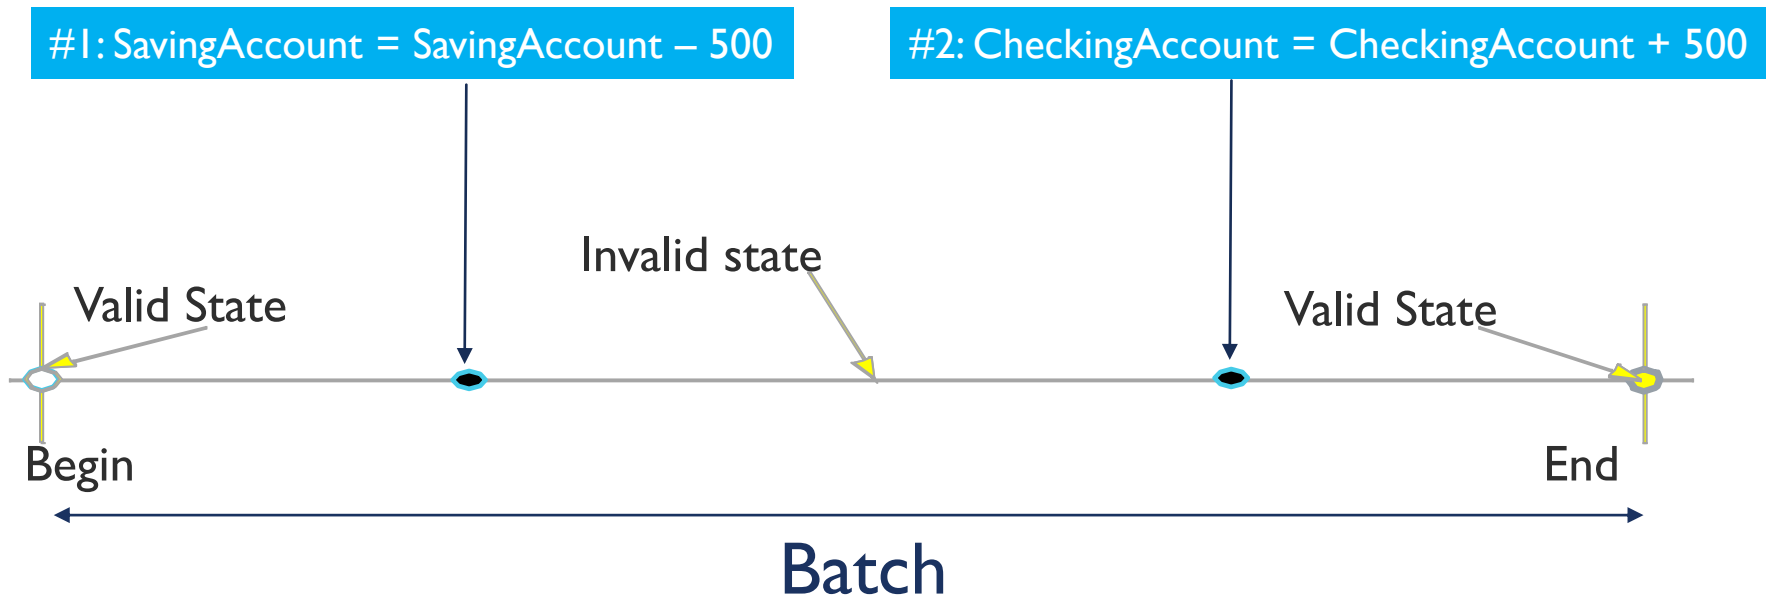 #1: SavingAccount = SavingAccount – 500
#2: CheckingAccount = CheckingAccount + 500
Invalid state
Valid State
Valid State
Begin
End
Batch